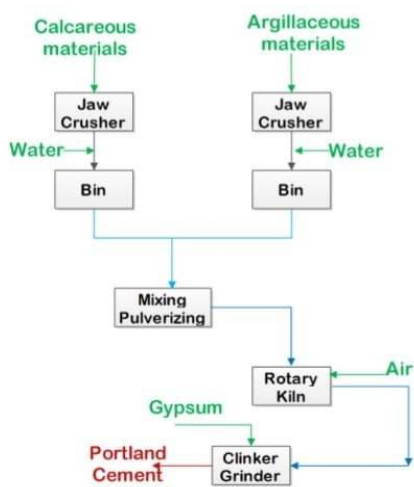 Calcareous
materials
Argillaceous
materials
Jaw
Crusher
Jaw
Crusher
Water
Water
Bin
Bin
Mixing
Pulverizing
Air
Rotary
Kiln
Gypsum
Portland
Cement
Clinker
Grinder